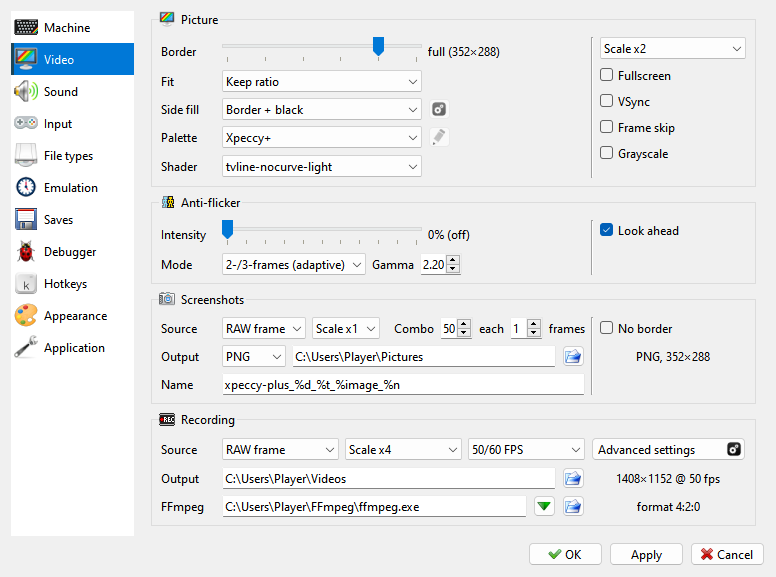 Machine
Video
Sound
Input
File types
Emulation
Saves
Debugger
Hotkeys
Appearance
Application
Picture
Border full (352×288) Scale x2
Fit Keep ratio Fullscreen
Side fill Border + black VSync
Palette Xpeccy+ Frame skip
Shader tvline-nocurve-light Grayscale
Anti-flicker
Intensity 0% (off) Look ahead
Mode 2-/3-frames (adaptive) Gamma 2.20
Screenshots
Source RAW frame Scale x1 Combo 50 each 1 frames No border
Output PNG C:\Users\Player\Pictures PNG, 352×288
Name xpeccy-plus_%d_%t_%image_%n
REC Recording
Source RAW frame Scale x4 50/60 FPS Advanced settings
Output C:\Users\Player\Videos 1408×1152 @ 50 fps
FFmpeg C:\Users\Player\FFmpeg\ffmpeg.exe format 4:2:0
OK Apply Cancel